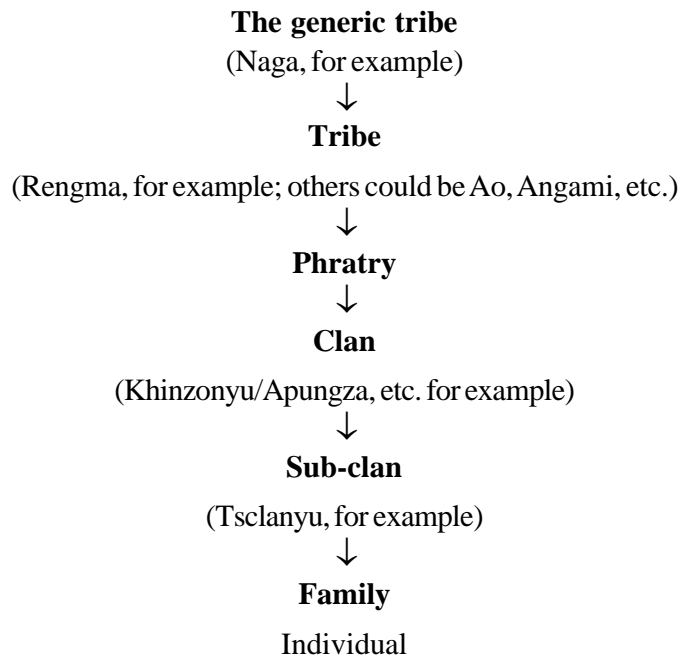 The generic tribe
(Naga, for example)
↓
Tribe
(Rengma, for example; others could be Ao, Angami, etc.)
↓
Phratry
↓
Clan
(Khinzonyu/Apungza, etc. for example)
↓
Sub-clan
(Tsclanyu, for example)
↓
Family
Individual